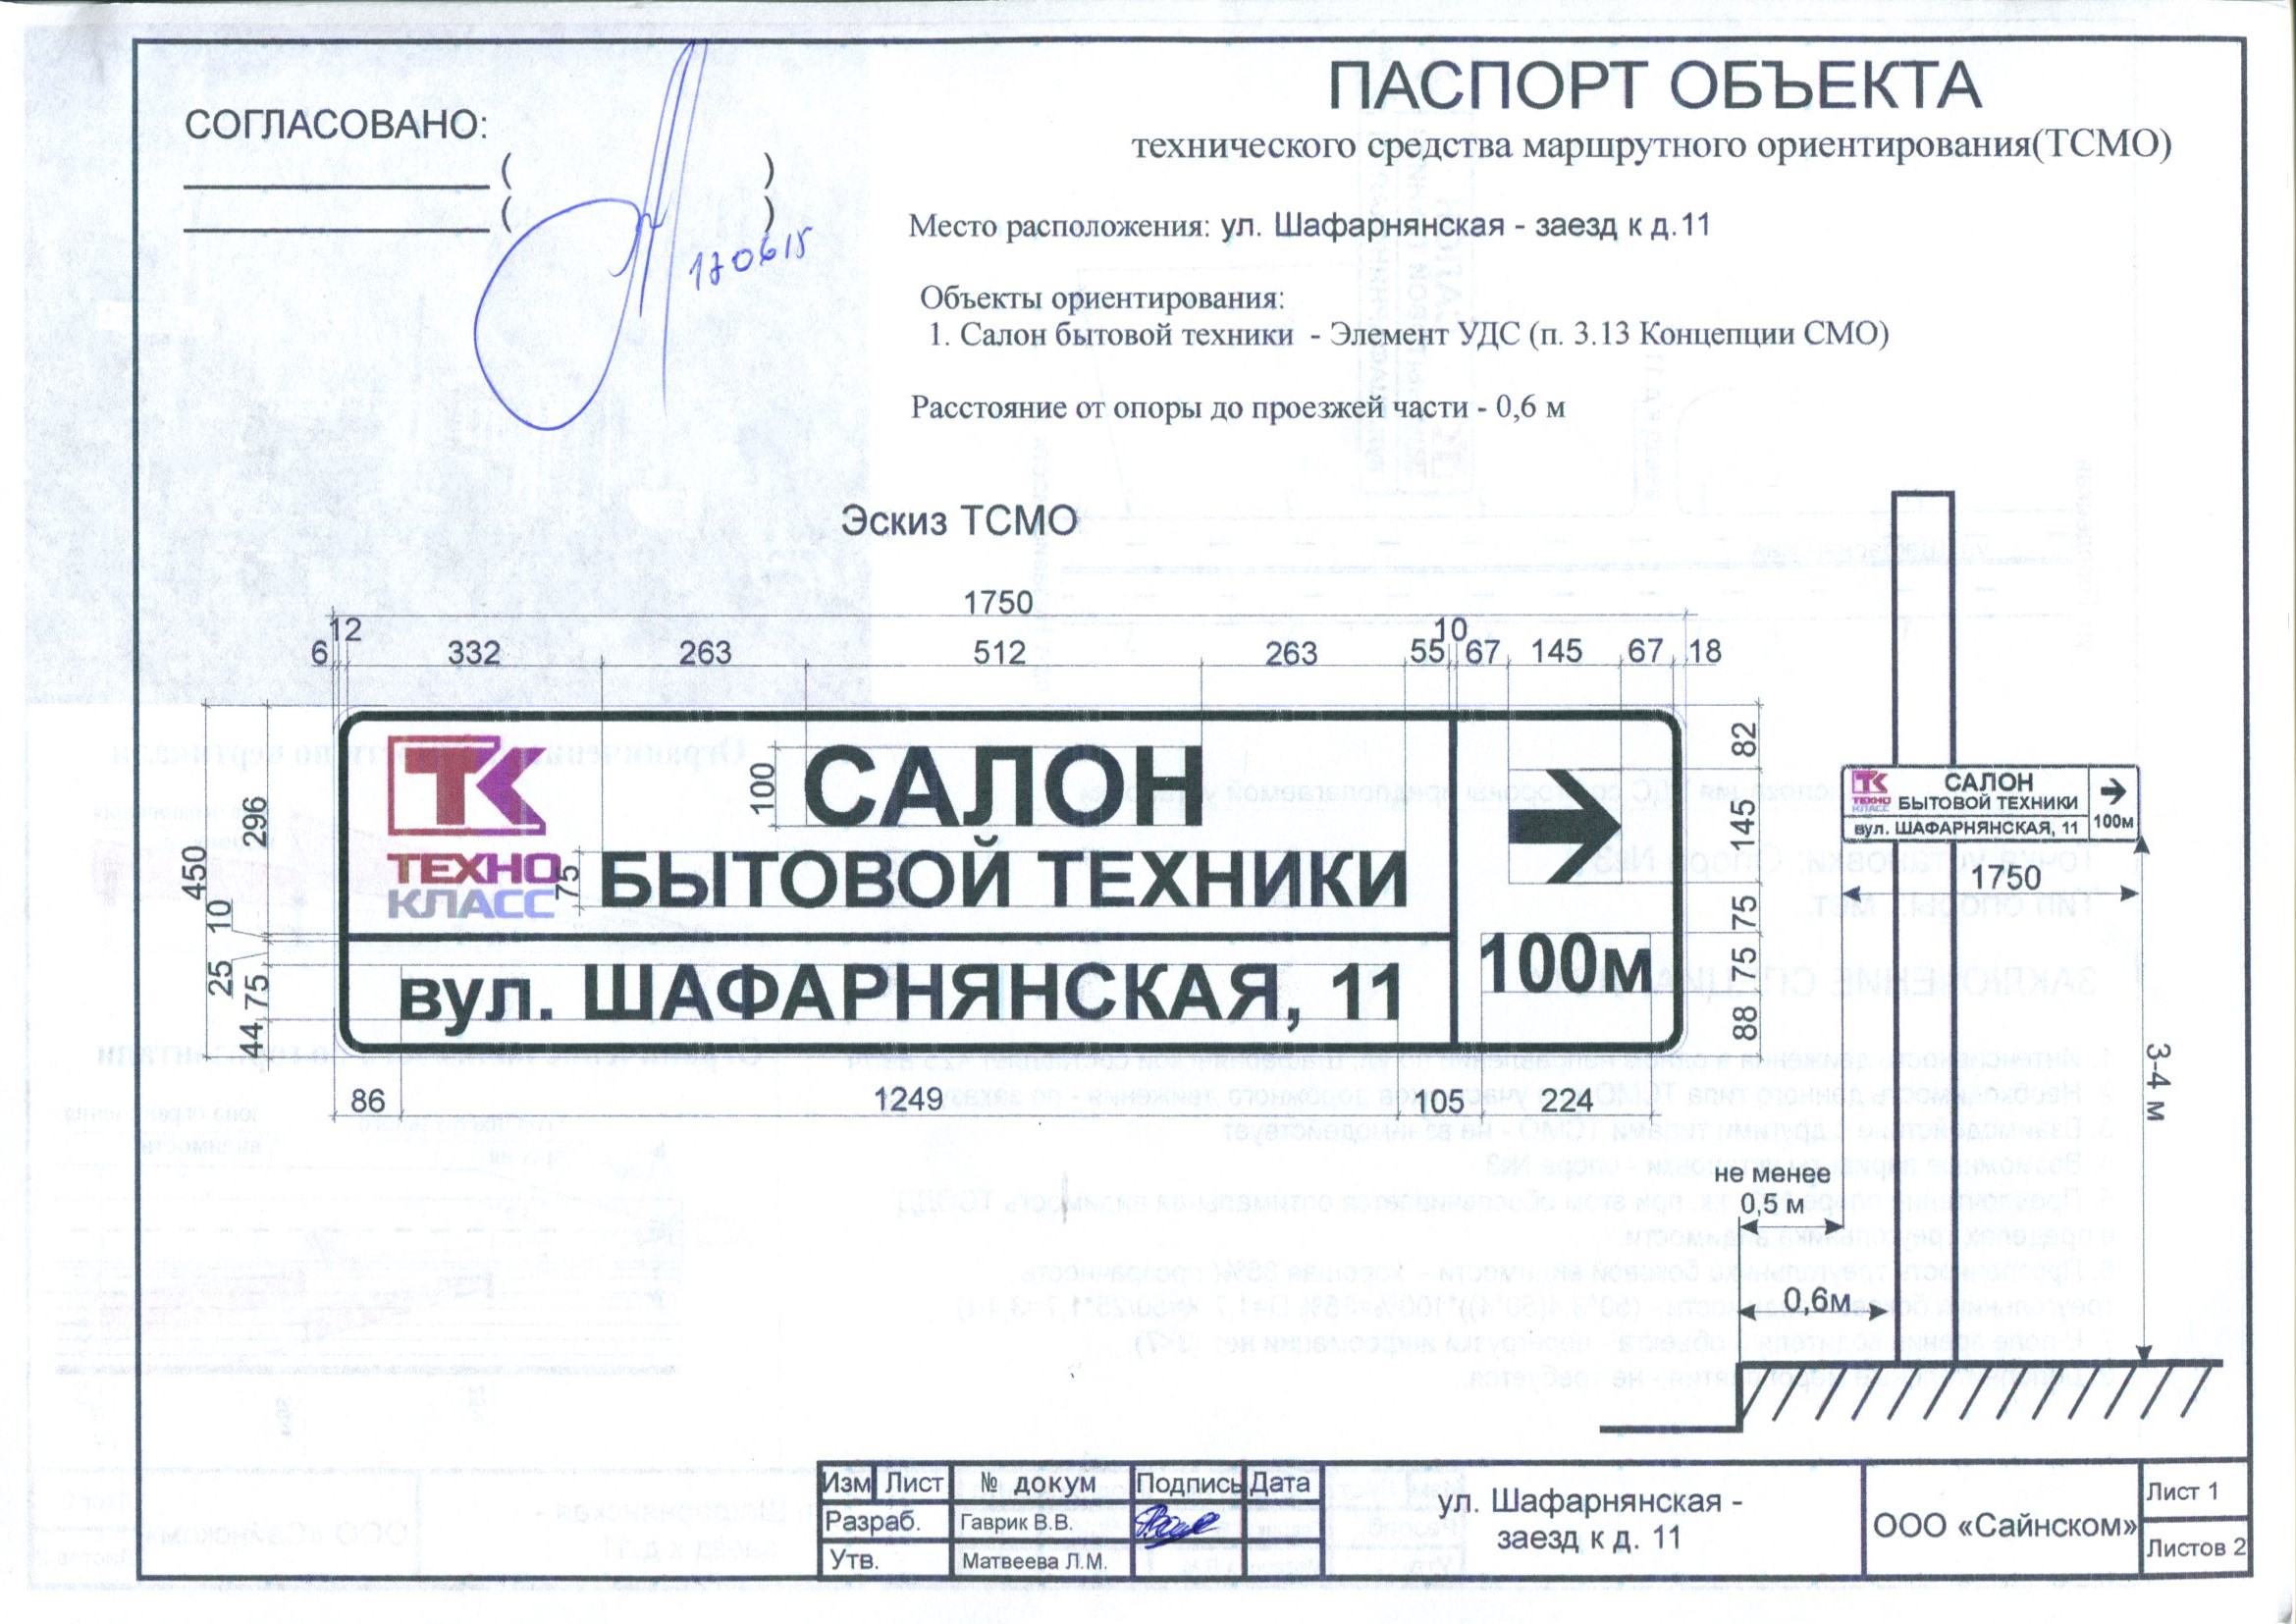 СОГЛАСОВАНО:
( )
( )
170615
ПАСПОРТ ОБЪЕКТА
технического средства маршрутного ориентирования(ТСМО)
Место расположения: ул. Шафарнянская - заезд к д.11
Объекты ориентирования:
1. Салон бытовой техники - Элемент УДС (п. 3.13 Концепции СМО)
Расстояние от опоры до проезжей части - 0,6 м
Эскиз ТСМО
1750
12 10
6 332 263 512 263 55 67 145 67 18
450
296
10
25
75
44
ТК
ТЕХНО
КЛАСС
100
САЛОН
75
БЫТОВОЙ ТЕХНИКИ
вул. ШАФАРНЯНСКАЯ, 11
100м
82
145
75
75
88
86 1249 105 224
ТК
ТЕХНО
КЛАСС
САЛОН
БЫТОВОЙ ТЕХНИКИ
вул. ШАФАРНЯНСКАЯ, 11
100м
1750
3-4 м
не менее
0,5 м
0,6м
Изм Лист № докум Подпись Дата
Разраб. Гаврик В.В.
Утв. Матвеева Л.М.
ул. Шафарнянская -
заезд к д. 11
ООО «Сайнском»
Лист 1
Листов 2